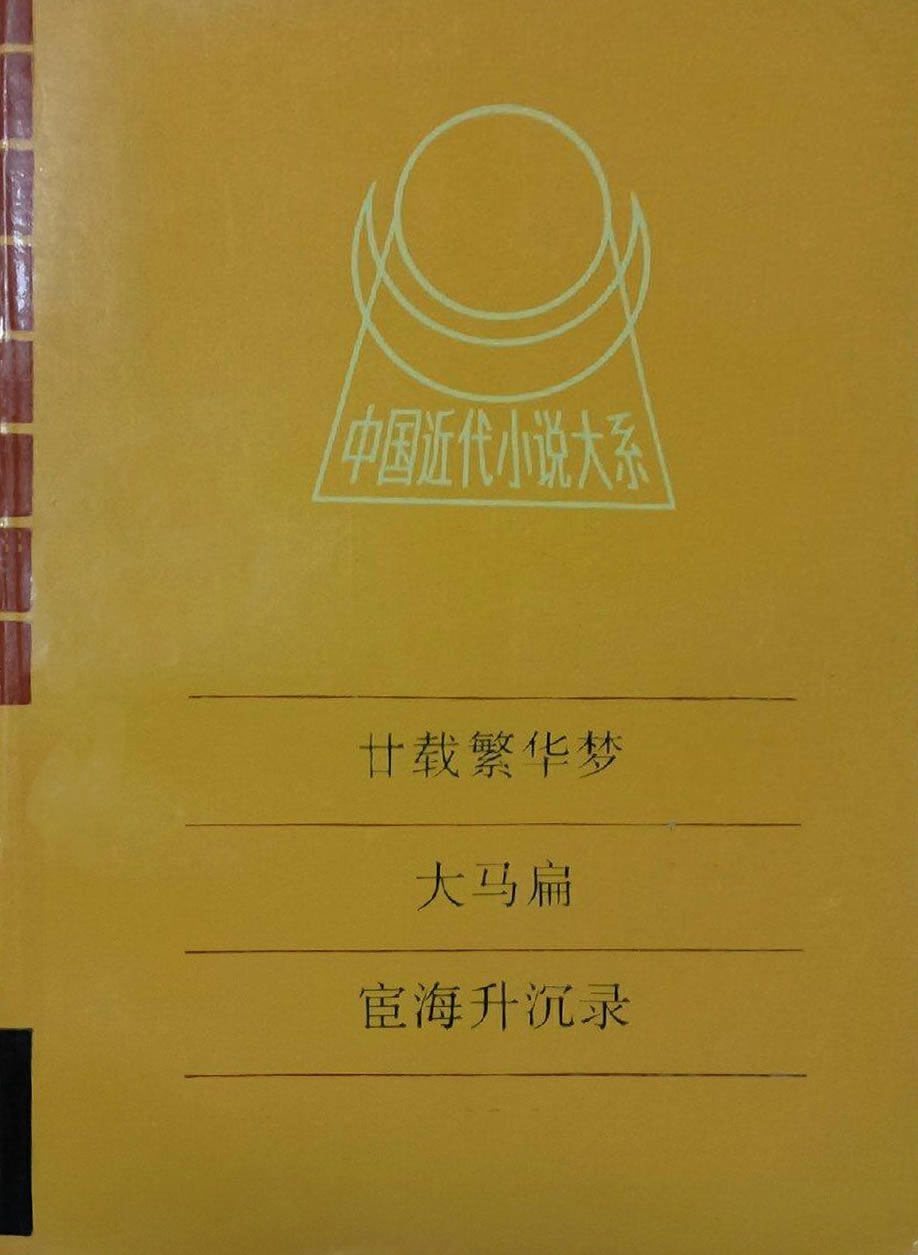 中国近代小说大系
廿载繁华梦
大马扁
宦海升沉录